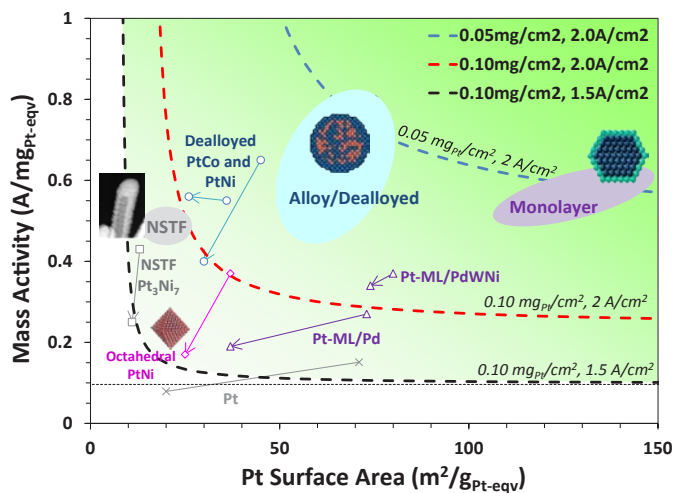 1
0.8
0.6
0.4
0.2
0
0
50
100
150
Mass Activity (A/mgPt-eqv)
Pt Surface Area (m2/gPt-eqv)
0.05mg/cm2, 2.0A/cm2
0.10mg/cm2, 2.0A/cm2
0.10mg/cm2, 1.5A/cm2
Dealloyed
PtCo and
PtNi
Alloy/Dealloyed
0.05 mgPt/cm2, 2 A/cm2
Monolayer
NSTF
NSTF
Pt3Ni7
Pt-ML/PdWNi
0.10 mgPt/cm2, 2 A/cm2
Pt-ML/Pd
Octahedral
PtNi
0.10 mgPt/cm2, 1.5 A/cm2
Pt